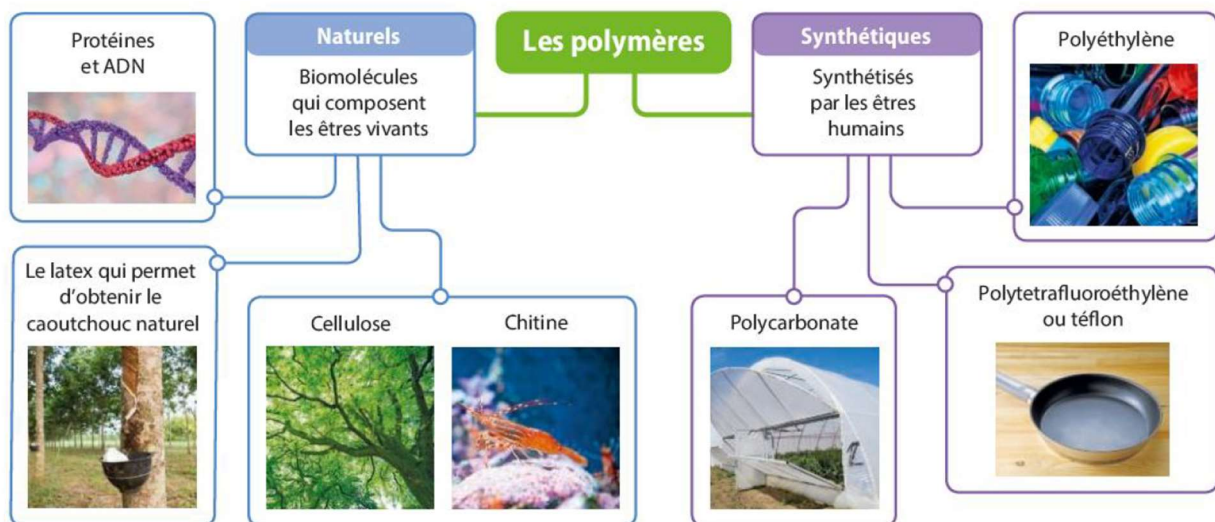 Les polymères
Naturels
Biomolécules
qui composent
les êtres vivants
Protéines
et ADN
Le latex qui permet
d'obtenir le
caoutchouc naturel
Cellulose
Chitine
Synthétiques
Synthétisés
par les êtres
humains
Polyéthylène
Polycarbonate
Polytetrafluoroéthylène
ou téflon